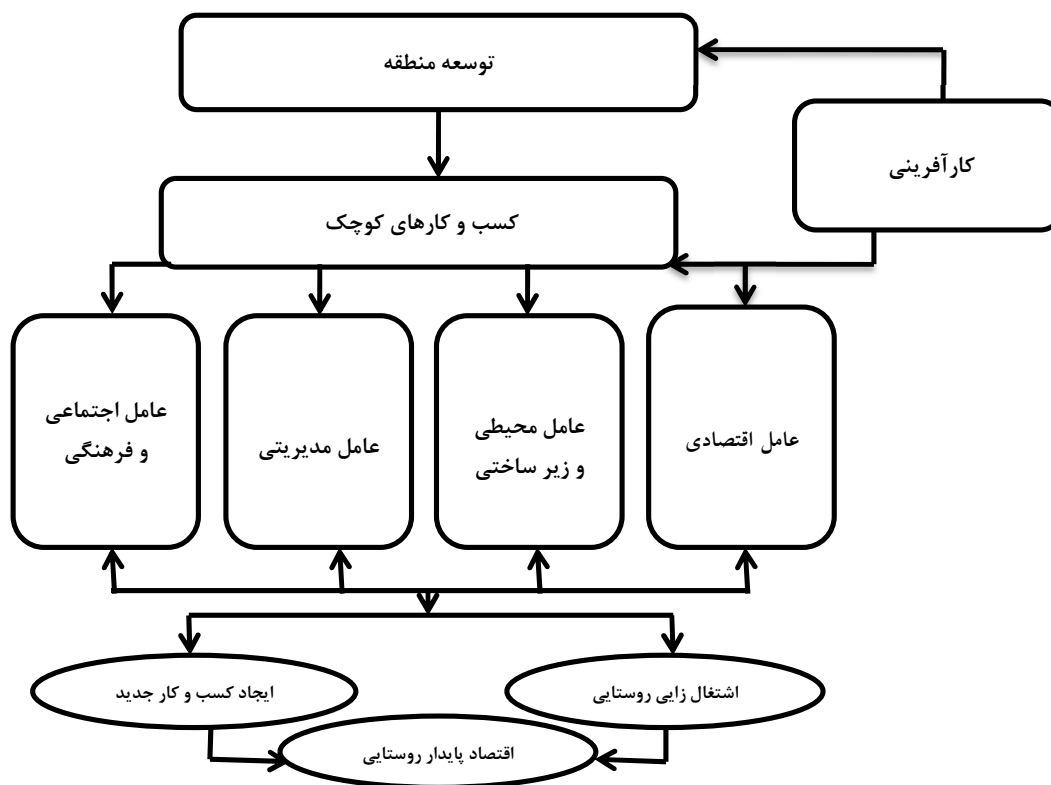 توسعه منطقه
کارآفرینی
کسب و کارهای کوچک
عامل اقتصادی
عامل محیطی
و زیر ساختی
عامل مدیریتی
عامل اجتماعی
و فرهنگی
اشتغال زایی روستایی
ایجاد کسب و کار جدید
اقتصاد پایدار روستایی